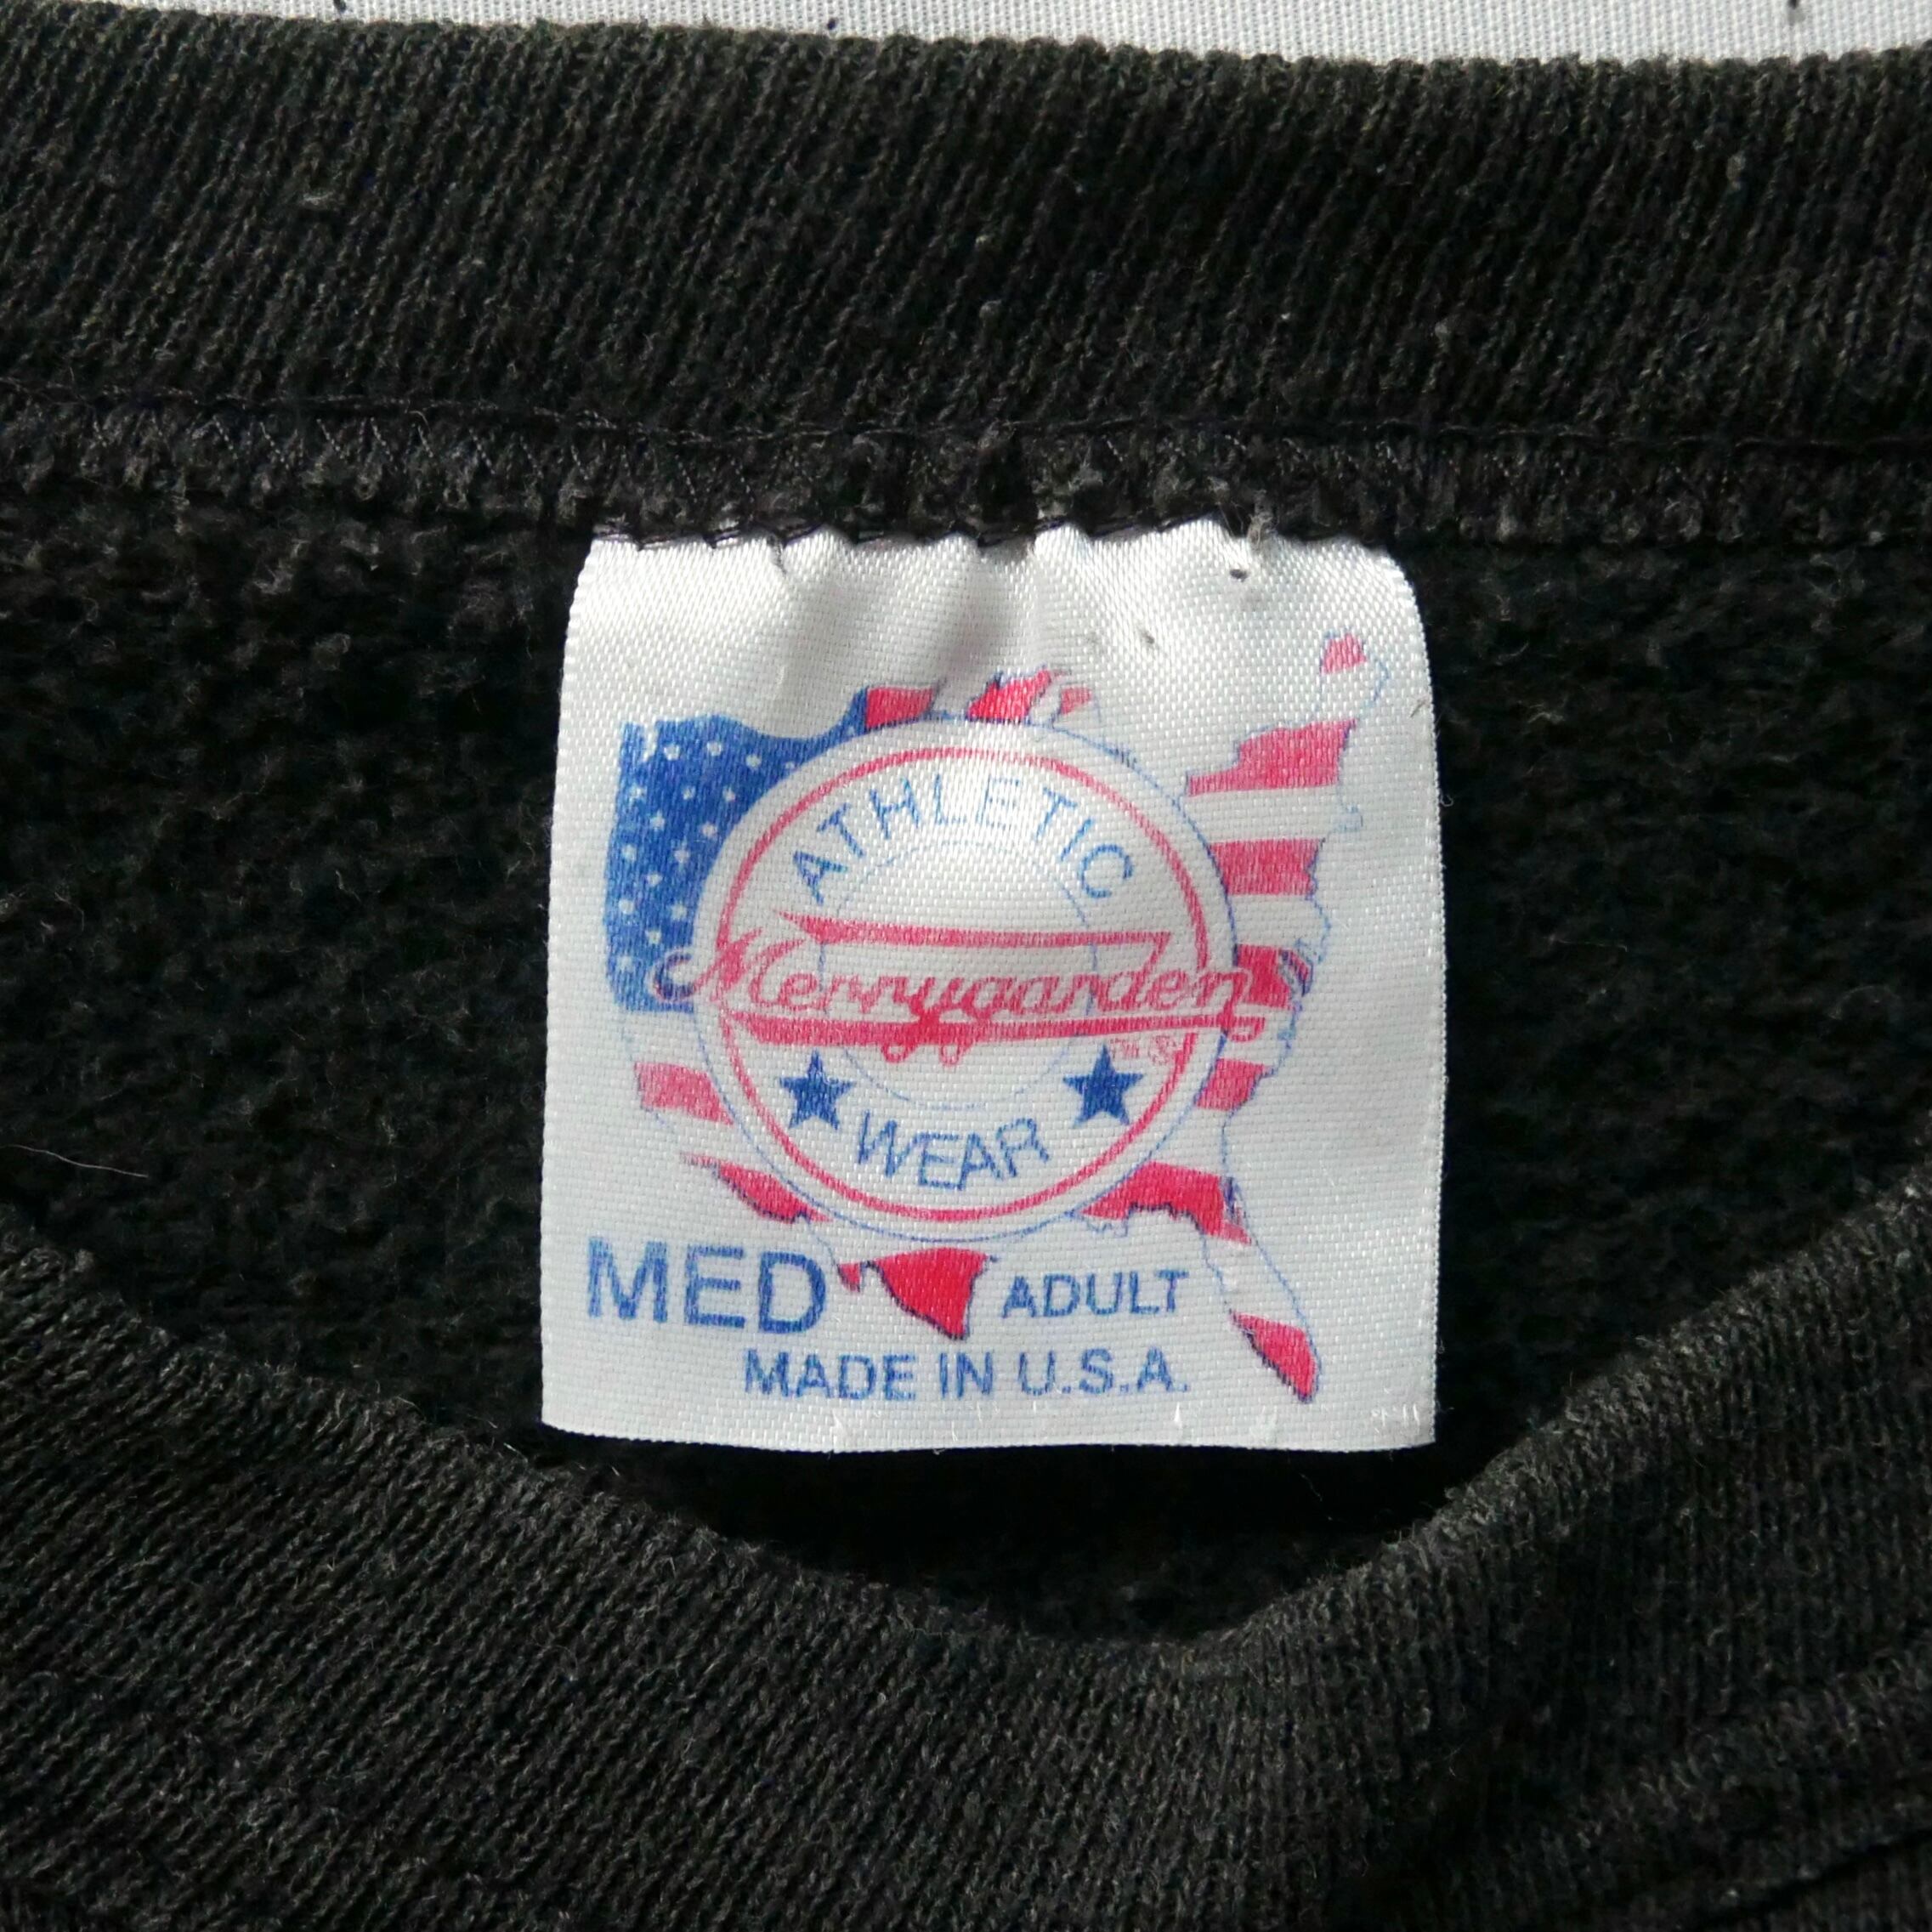 ATHLETIC
Merrygarden
WEAR
MED ADULT
MADE IN U.S.A.